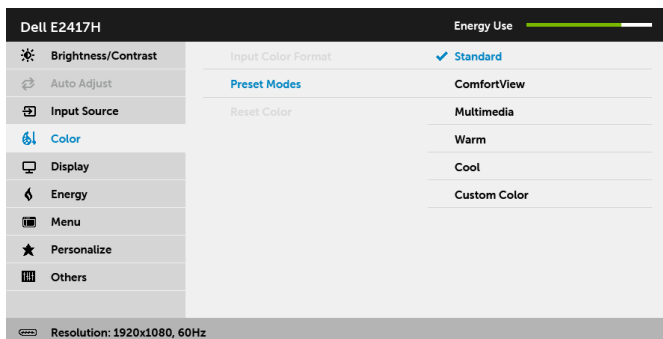 Dell E2417H Energy Use
Brightness/Contrast Input Color Format Standard
Auto Adjust Preset Modes ComfortView
Input Source Reset Color Multimedia
Color Warm
Display Cool
Energy Custom Color
Menu
Personalize
Others
Resolution: 1920x1080, 60Hz